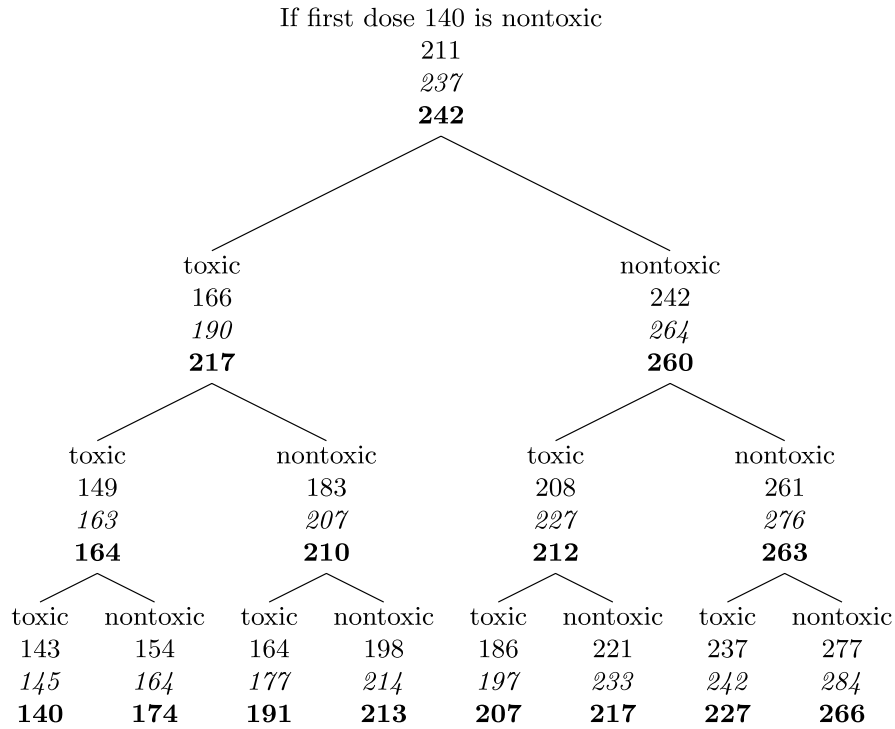 If first dose 140 is nontoxic
211
237
242
toxic nontoxic
166 242
190 264
217 260
toxic nontoxic toxic nontoxic
149 183 208 261
163 207 227 276
164 210 212 263
toxic nontoxic toxic nontoxic toxic nontoxic toxic nontoxic
143 154 164 198 186 221 237 277
145 164 177 214 197 233 242 284
140 174 191 213 207 217 227 266